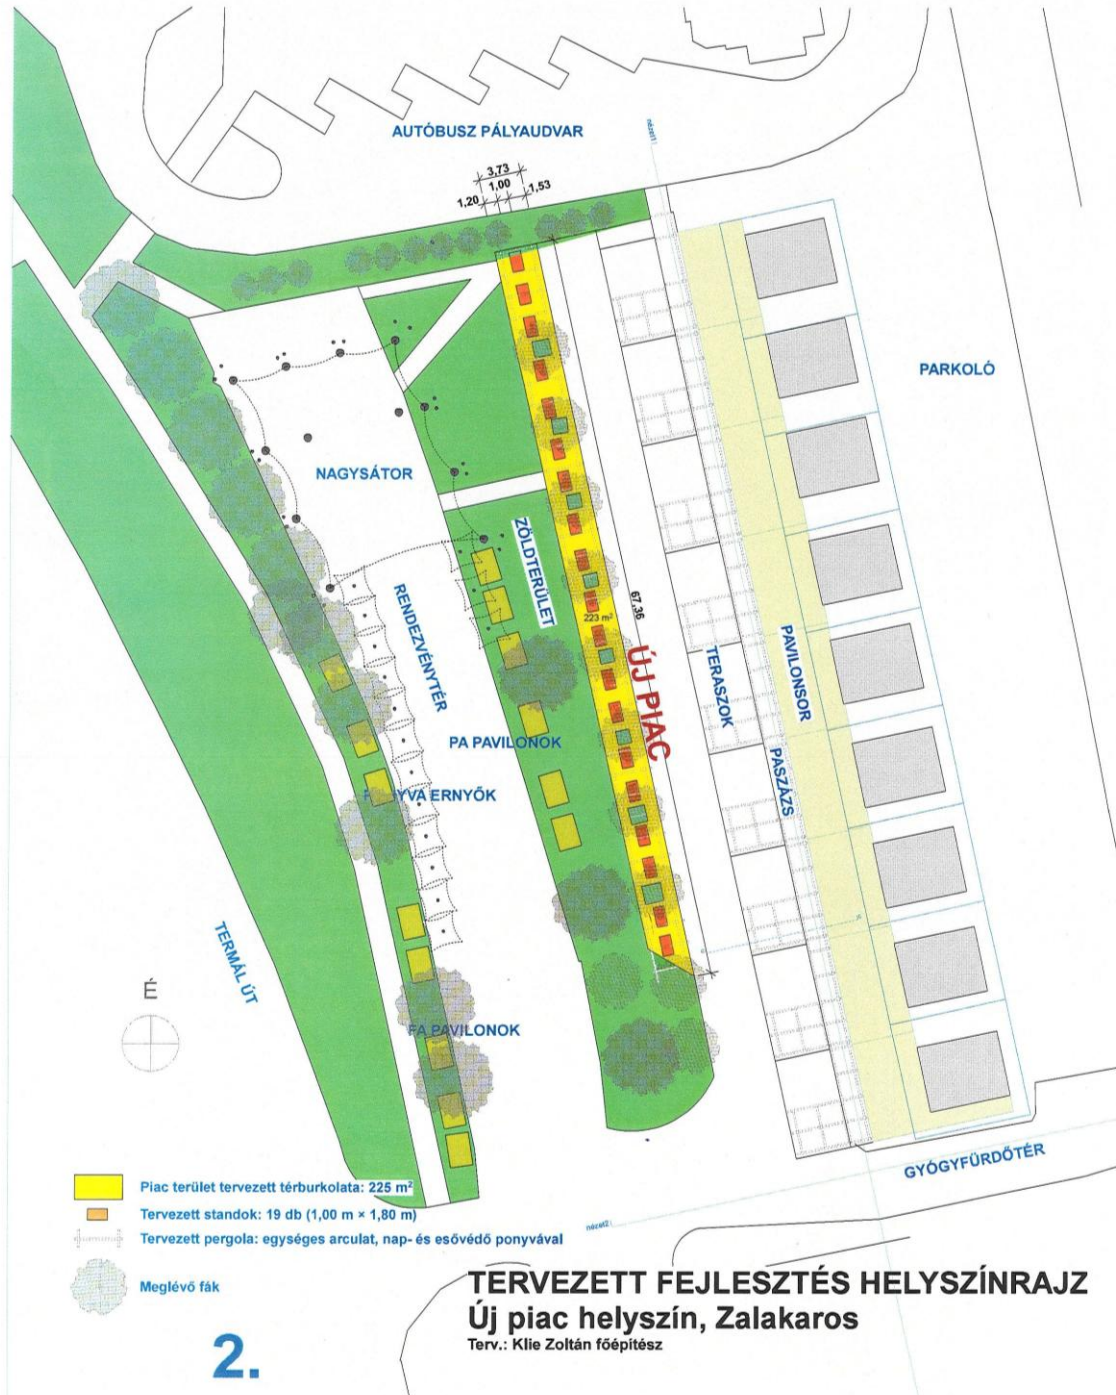 AUTÓBUSZ PÁLYAUDVAR
nézet1
3,73
1,00
1,20
1,53
PARKOLÓ
NAGYSÁTOR
ZÖLDTERÜLET
RENDEZVÉNYTÉR
67,36
223 m²
ÚJ PIAC
TERASZOK
PAVILONSOR
PASZÁZS
PA PAVILONOK
YVA ERNYŐK
TERMÁL ÚT
É
FA PAVILONOK
GYÓGYFÜRDŐTÉR
nézet2
Piac terület tervezett térburkolata: 225 m²
Tervezett standok: 19 db (1,00 m × 1,80 m)
Tervezett pergola: egységes arculat, nap- és esővédő ponyvával
Meglévő fák
TERVEZETT FEJLESZTÉS HELYSZÍNRAJZ
Új piac helyszín, Zalakaros
Terv.: Klie Zoltán főépítész
2.